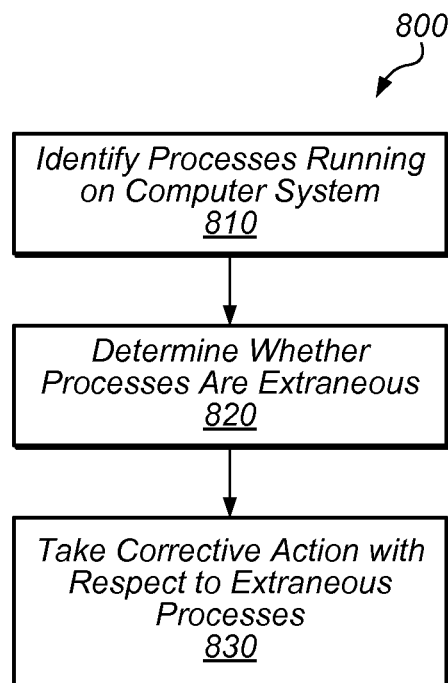 800
Identify Processes Running
on Computer System
810
Determine Whether
Processes Are Extraneous
820
Take Corrective Action with
Respect to Extraneous
Processes
830